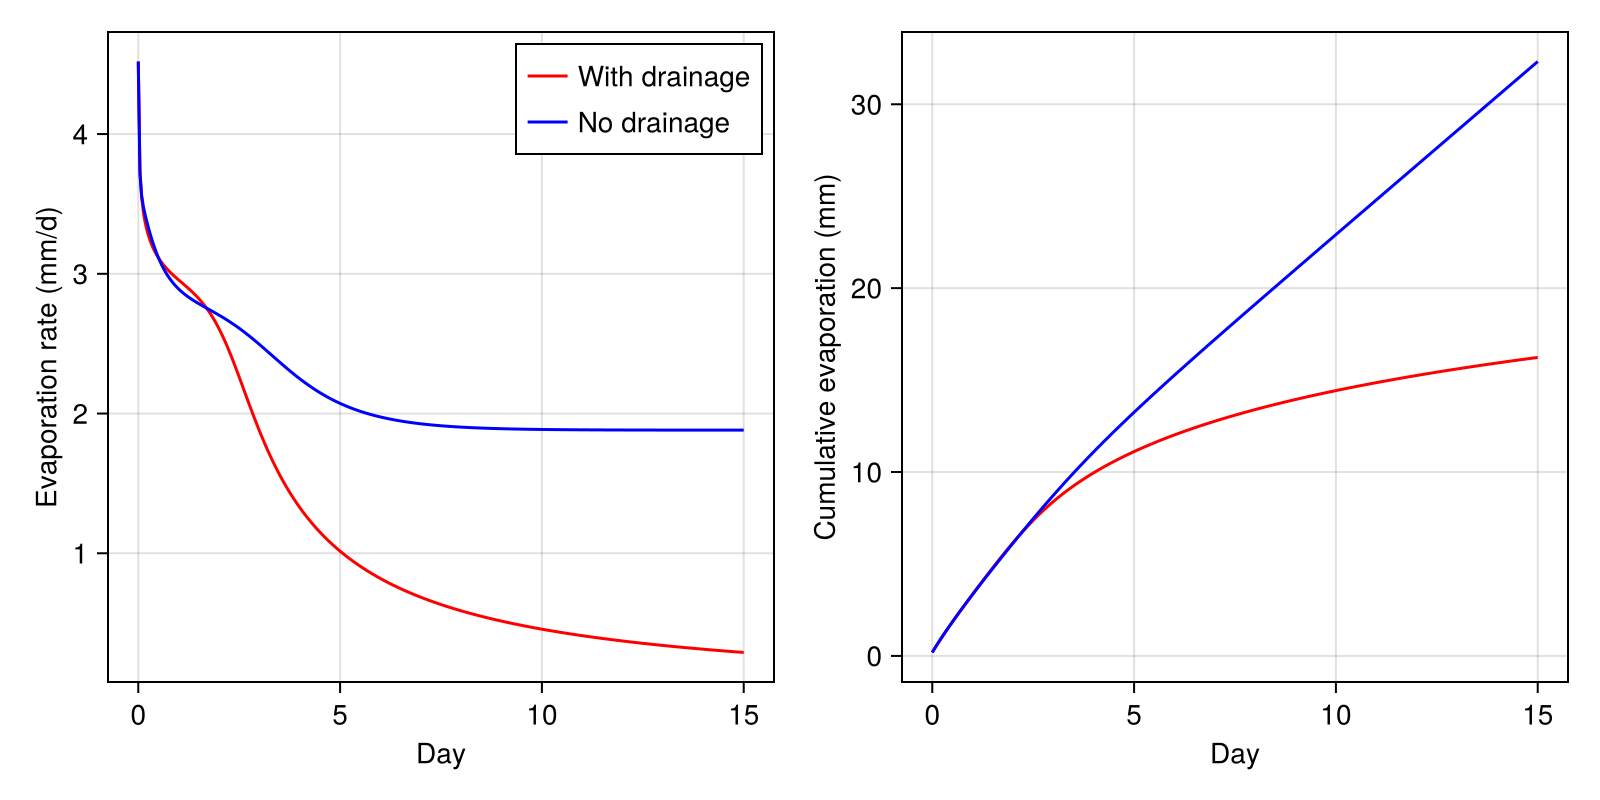 Evaporation rate (mm/d)
4
3
2
1
With drainage
No drainage
0 5 10 15
Day
Cumulative evaporation (mm)
30
20
10
0
0 5 10 15
Day